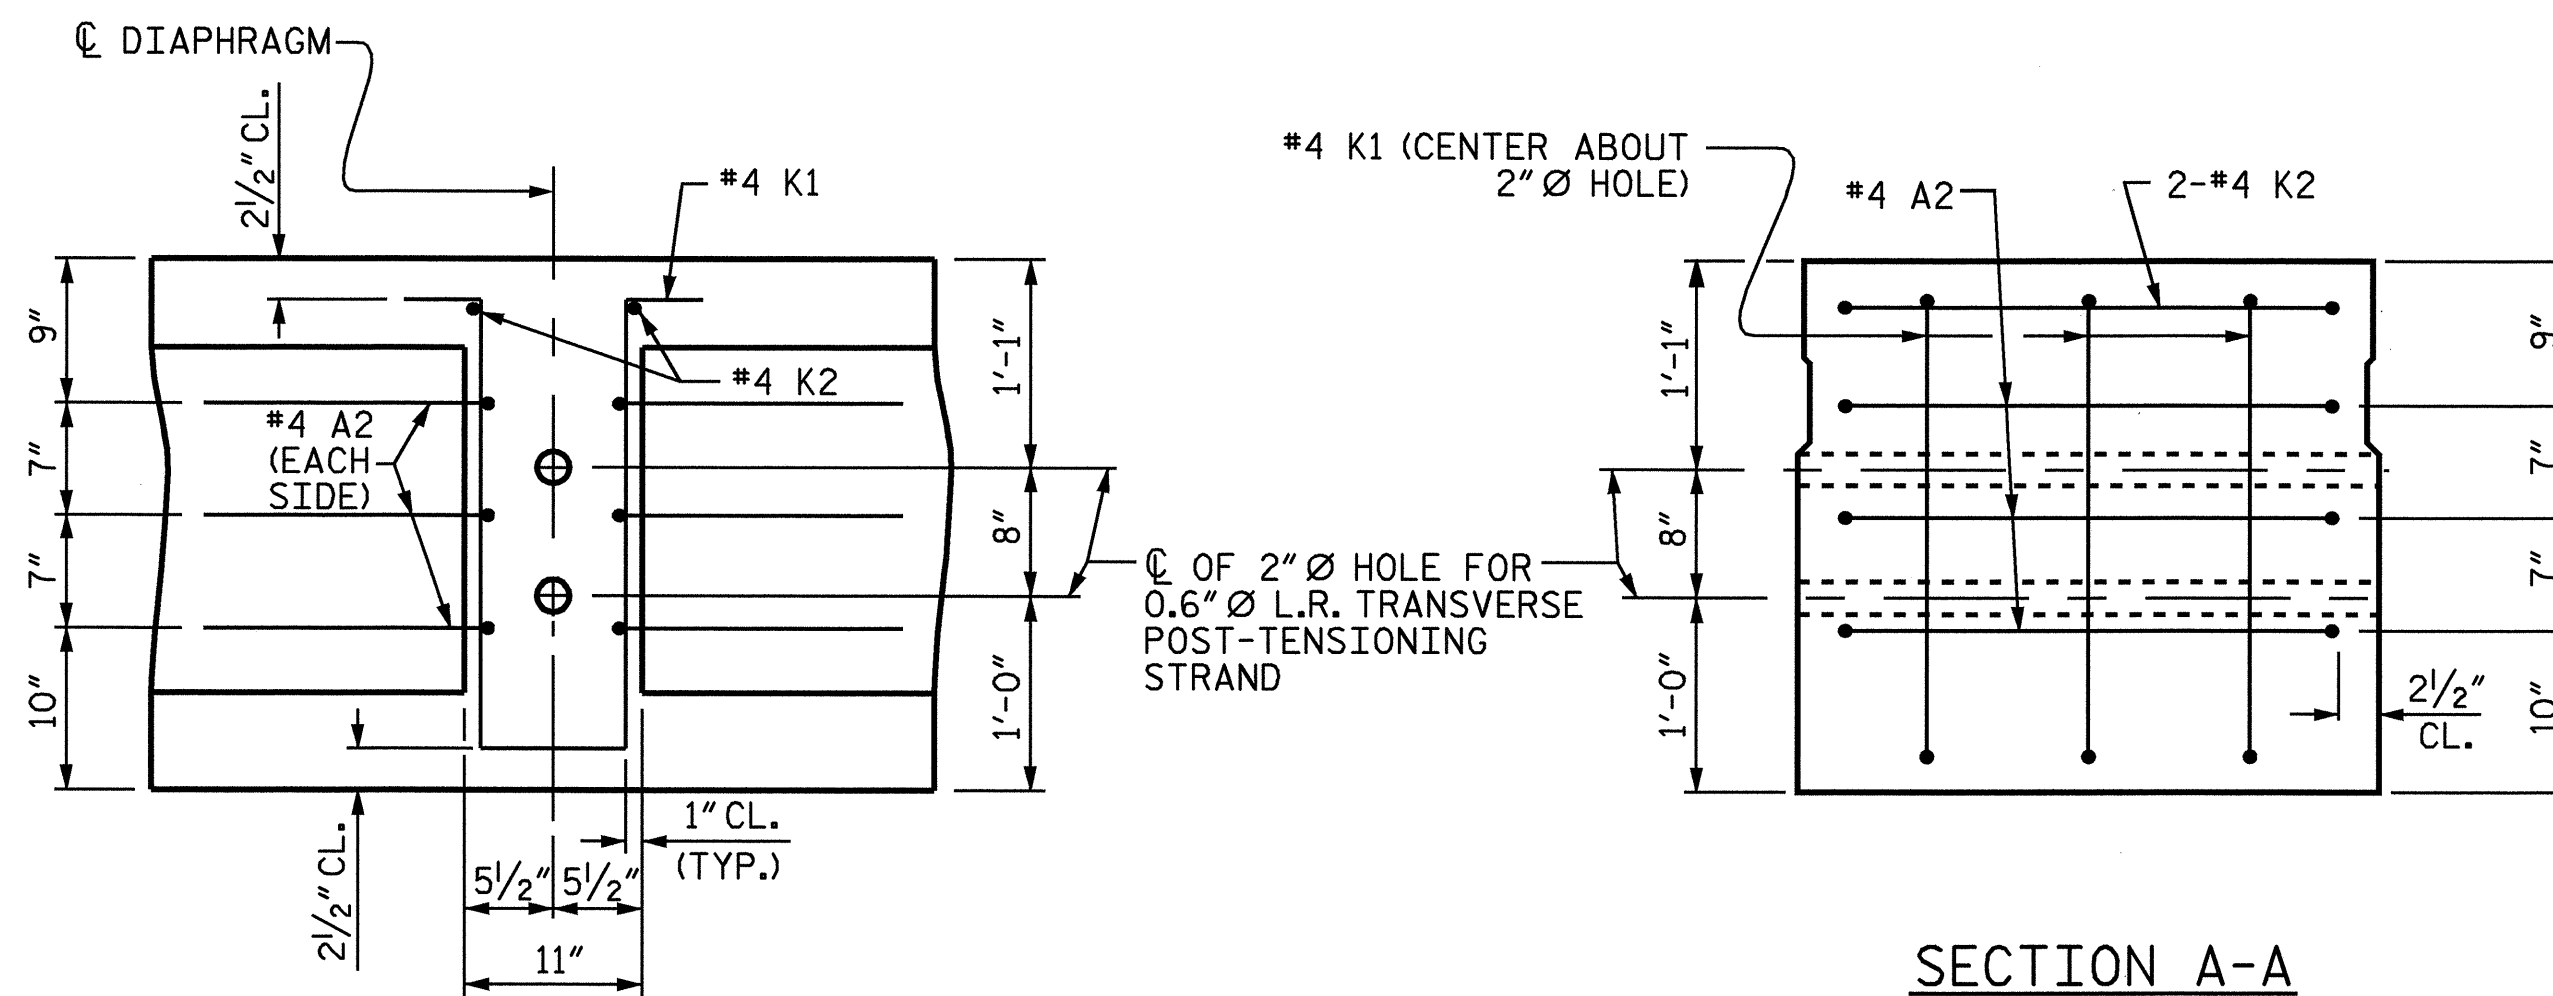 ℄ DIAPHRAGM
2½" CL.
#4 K1
9"
7"
7"
10"
#4 A2
(EACH
SIDE)
#4 K2
1'-1"
8"
1'-0"
2½" CL.
1" CL.
(TYP.)
5½"
5½"
11"
℄ OF 2" Ø HOLE FOR
0.6" Ø L.R. TRANSVERSE
POST-TENSIONING
STRAND
#4 K1 (CENTER ABOUT
2" Ø HOLE)
#4 A2
2-#4 K2
1'-1"
8"
1'-0"
9"
7"
7"
10"
2½"
CL.
SECTION A-A